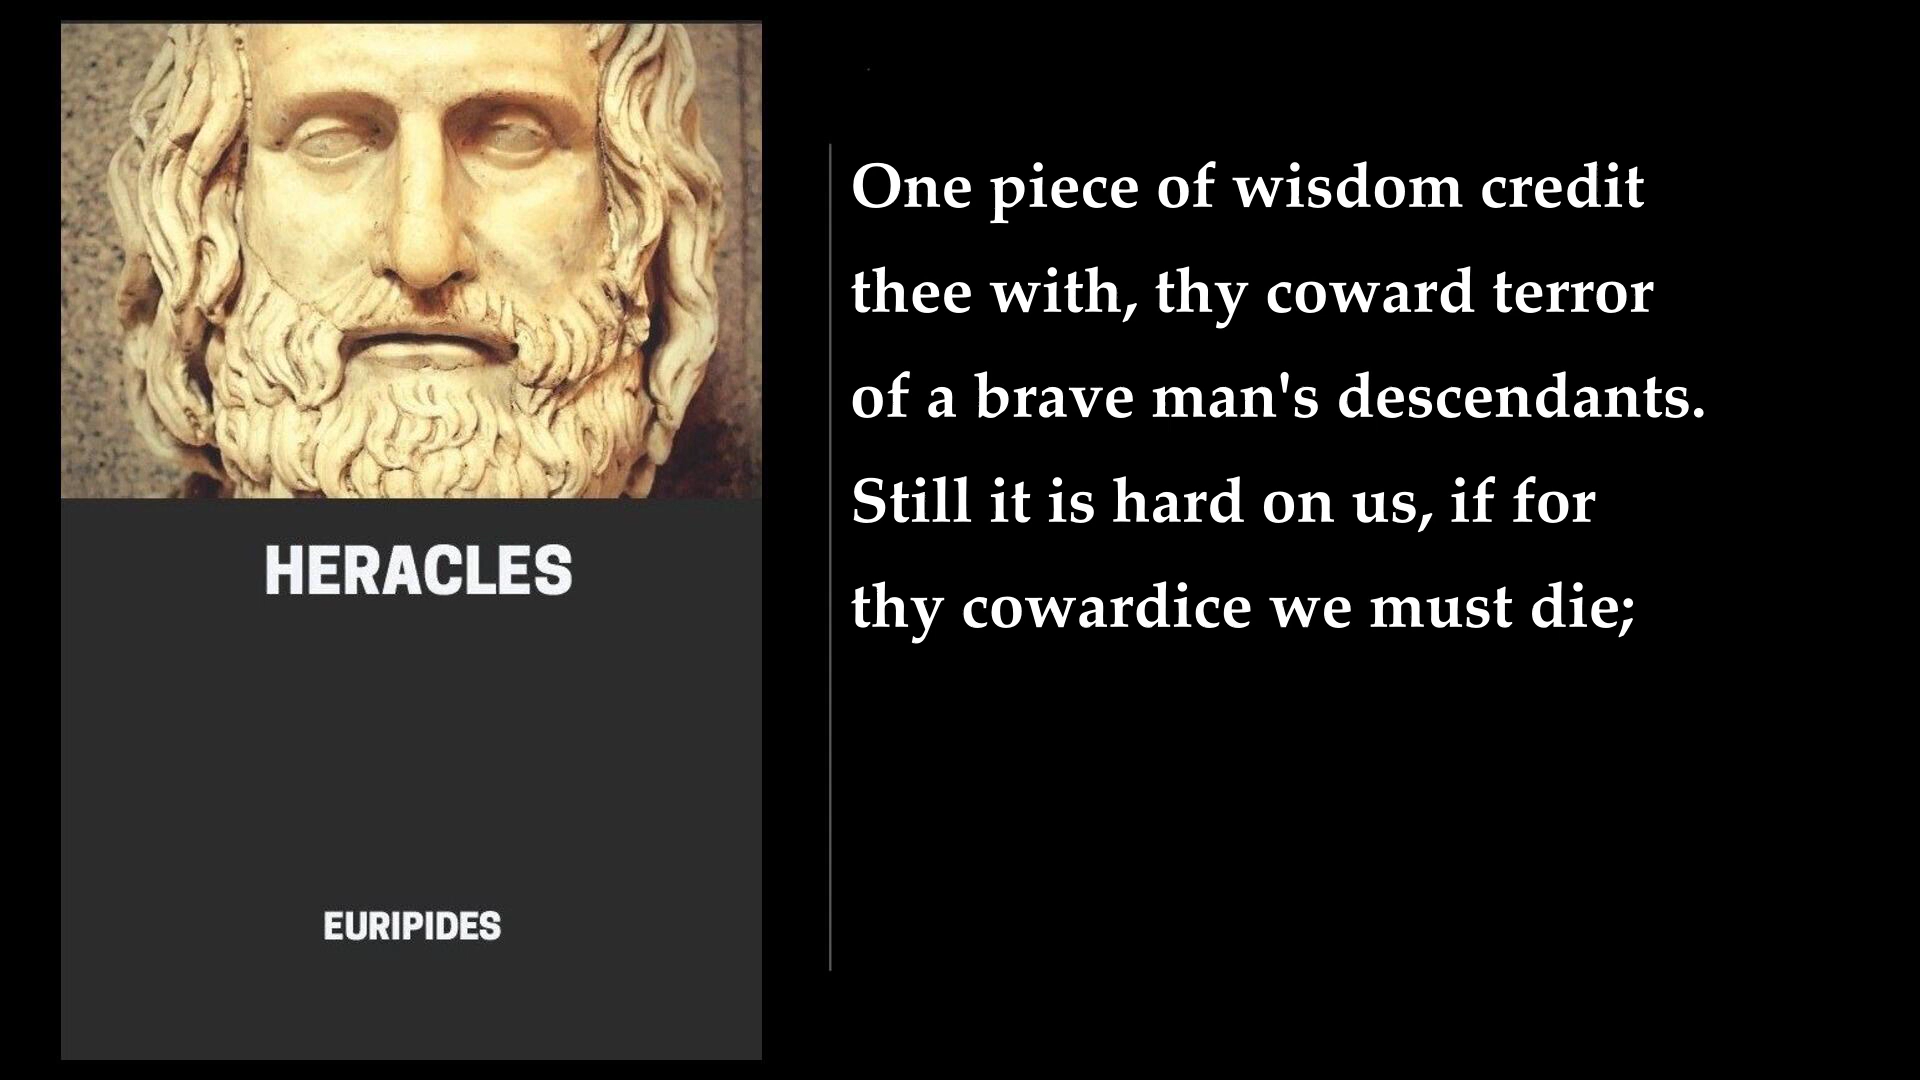 HERACLES
EURIPIDES
One piece of wisdom credit
thee with, thy coward terror
of a brave man's descendants.
Still it is hard on us, if for
thy cowardice we must die;